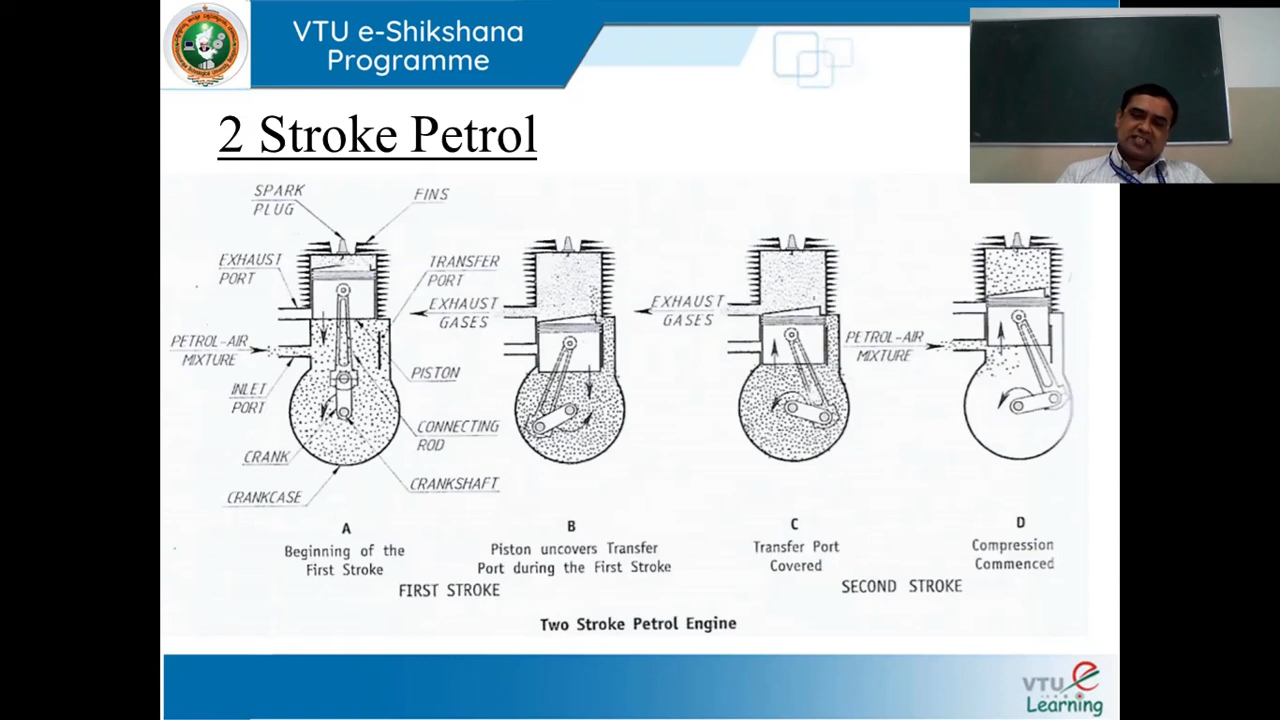 VTU e-Shikshana
Programme
2 Stroke Petrol
SPARK
PLUG
FINS
EXHAUST
PORT
TRANSFER
PORT
EXHAUST
GASES
PETROL-AIR
MIXTURE
INLET
PORT
PISTON
CONNECTING
ROD
CRANK
CRANKCASE
CRANKSHAFT
EXHAUST
GASES
PETROL-AIR
MIXTURE
A
Beginning of the
First Stroke
B
Piston uncovers Transfer
Port during the First Stroke
C
Transfer Port
Covered
D
Compression
Commenced
FIRST STROKE
SECOND STROKE
Two Stroke Petrol Engine
VTU e
Learning